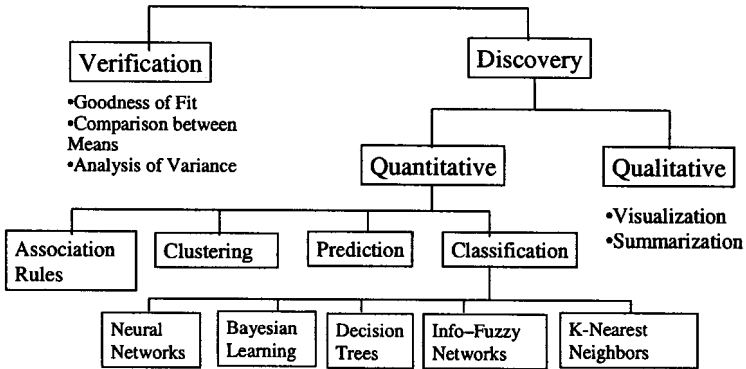 Verification
Discovery
•Goodness of Fit
•Comparison between
Means
•Analysis of Variance
Quantitative
Qualitative
•Visualization
•Summarization
Association
Rules
Clustering
Prediction
Classification
Neural
Networks
Bayesian
Learning
Decision
Trees
Info–Fuzzy
Networks
K-Nearest
Neighbors